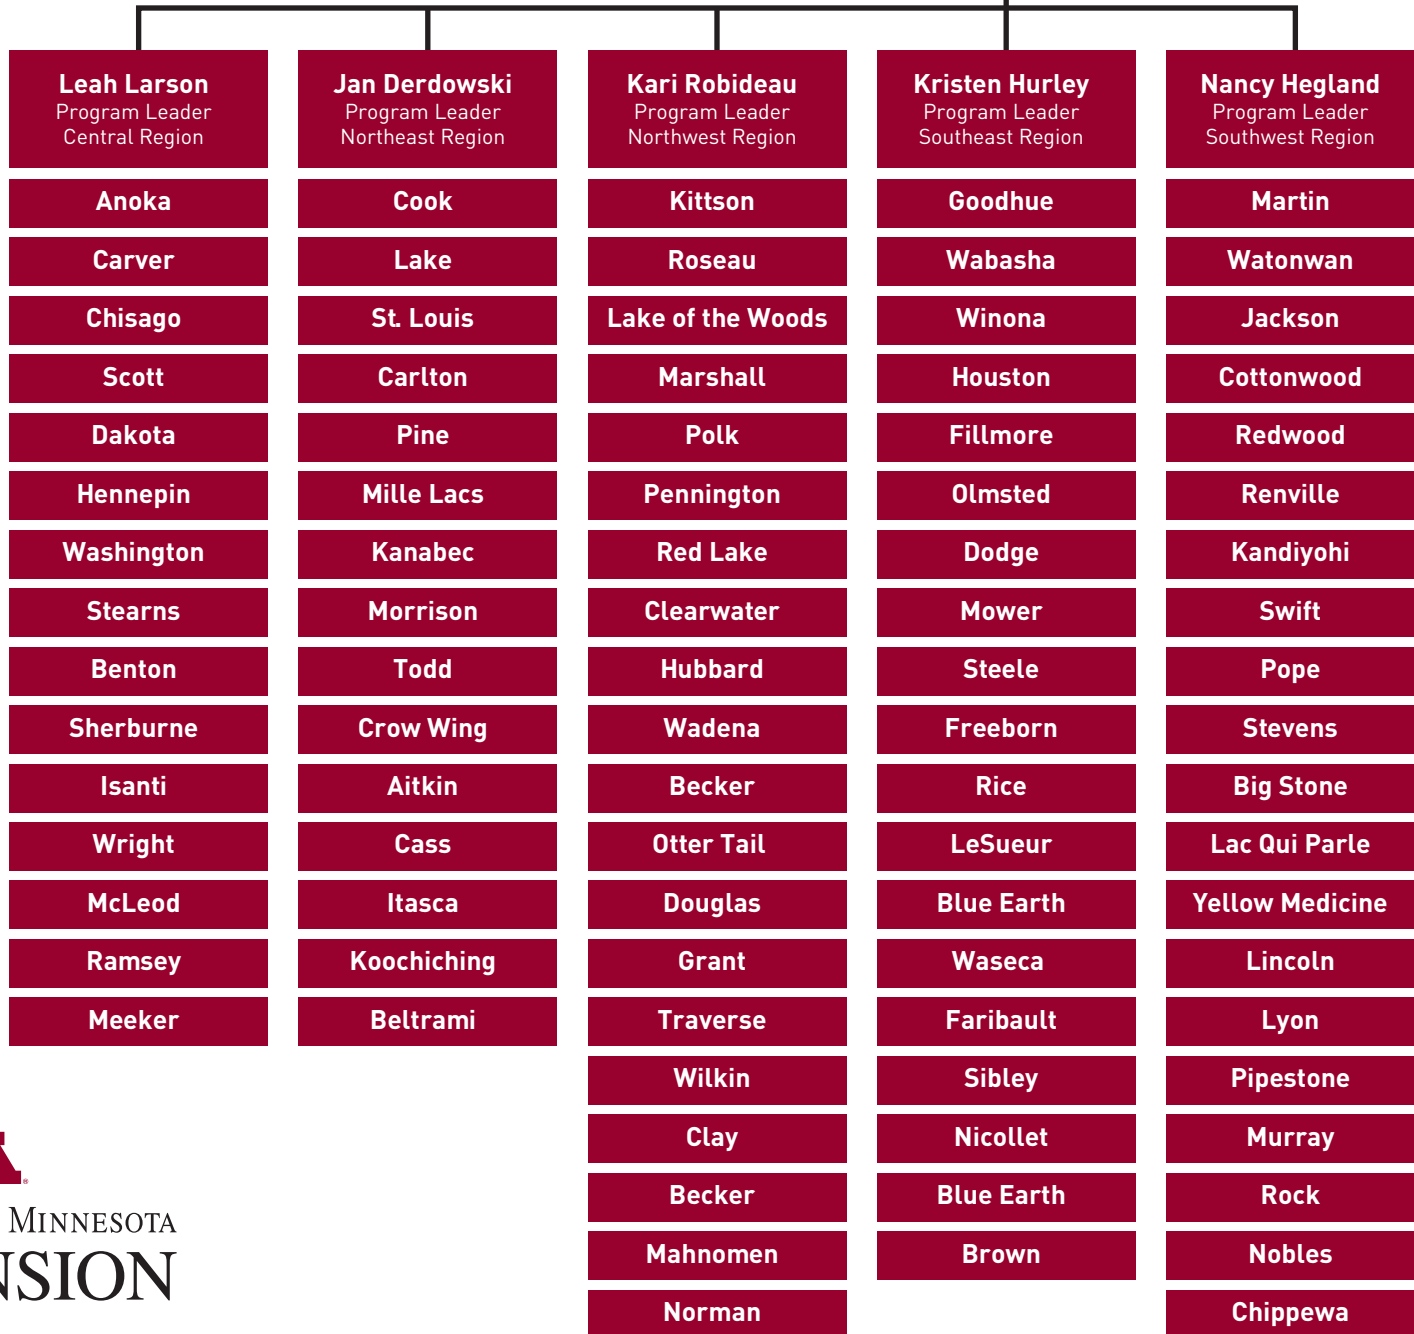 Leah Larson
Program Leader
Central Region
Anoka
Carver
Chisago
Scott
Dakota
Hennepin
Washington
Stearns
Benton
Sherburne
Isanti
Wright
McLeod
Ramsey
Meeker
Jan Derdowski
Program Leader
Northeast Region
Cook
Lake
St. Louis
Carlton
Pine
Mille Lacs
Kanabec
Morrison
Todd
Crow Wing
Aitkin
Cass
Itasca
Koochiching
Beltrami
Kari Robideau
Program Leader
Northwest Region
Kittson
Roseau
Lake of the Woods
Marshall
Polk
Pennington
Red Lake
Clearwater
Hubbard
Wadena
Becker
Otter Tail
Douglas
Grant
Traverse
Wilkin
Clay
Becker
Mahnomen
Norman
Kristen Hurley
Program Leader
Southeast Region
Goodhue
Wabasha
Winona
Houston
Fillmore
Olmsted
Dodge
Mower
Steele
Freeborn
Rice
LeSueur
Blue Earth
Waseca
Faribault
Sibley
Nicollet
Blue Earth
Brown
Nancy Hegland
Program Leader
Southwest Region
Martin
Watonwan
Jackson
Cottonwood
Redwood
Renville
Kandiyohi
Swift
Pope
Stevens
Big Stone
Lac Qui Parle
Yellow Medicine
Lincoln
Lyon
Pipestone
Murray
Rock
Nobles
Chippewa
®
MINNESOTA
NSION